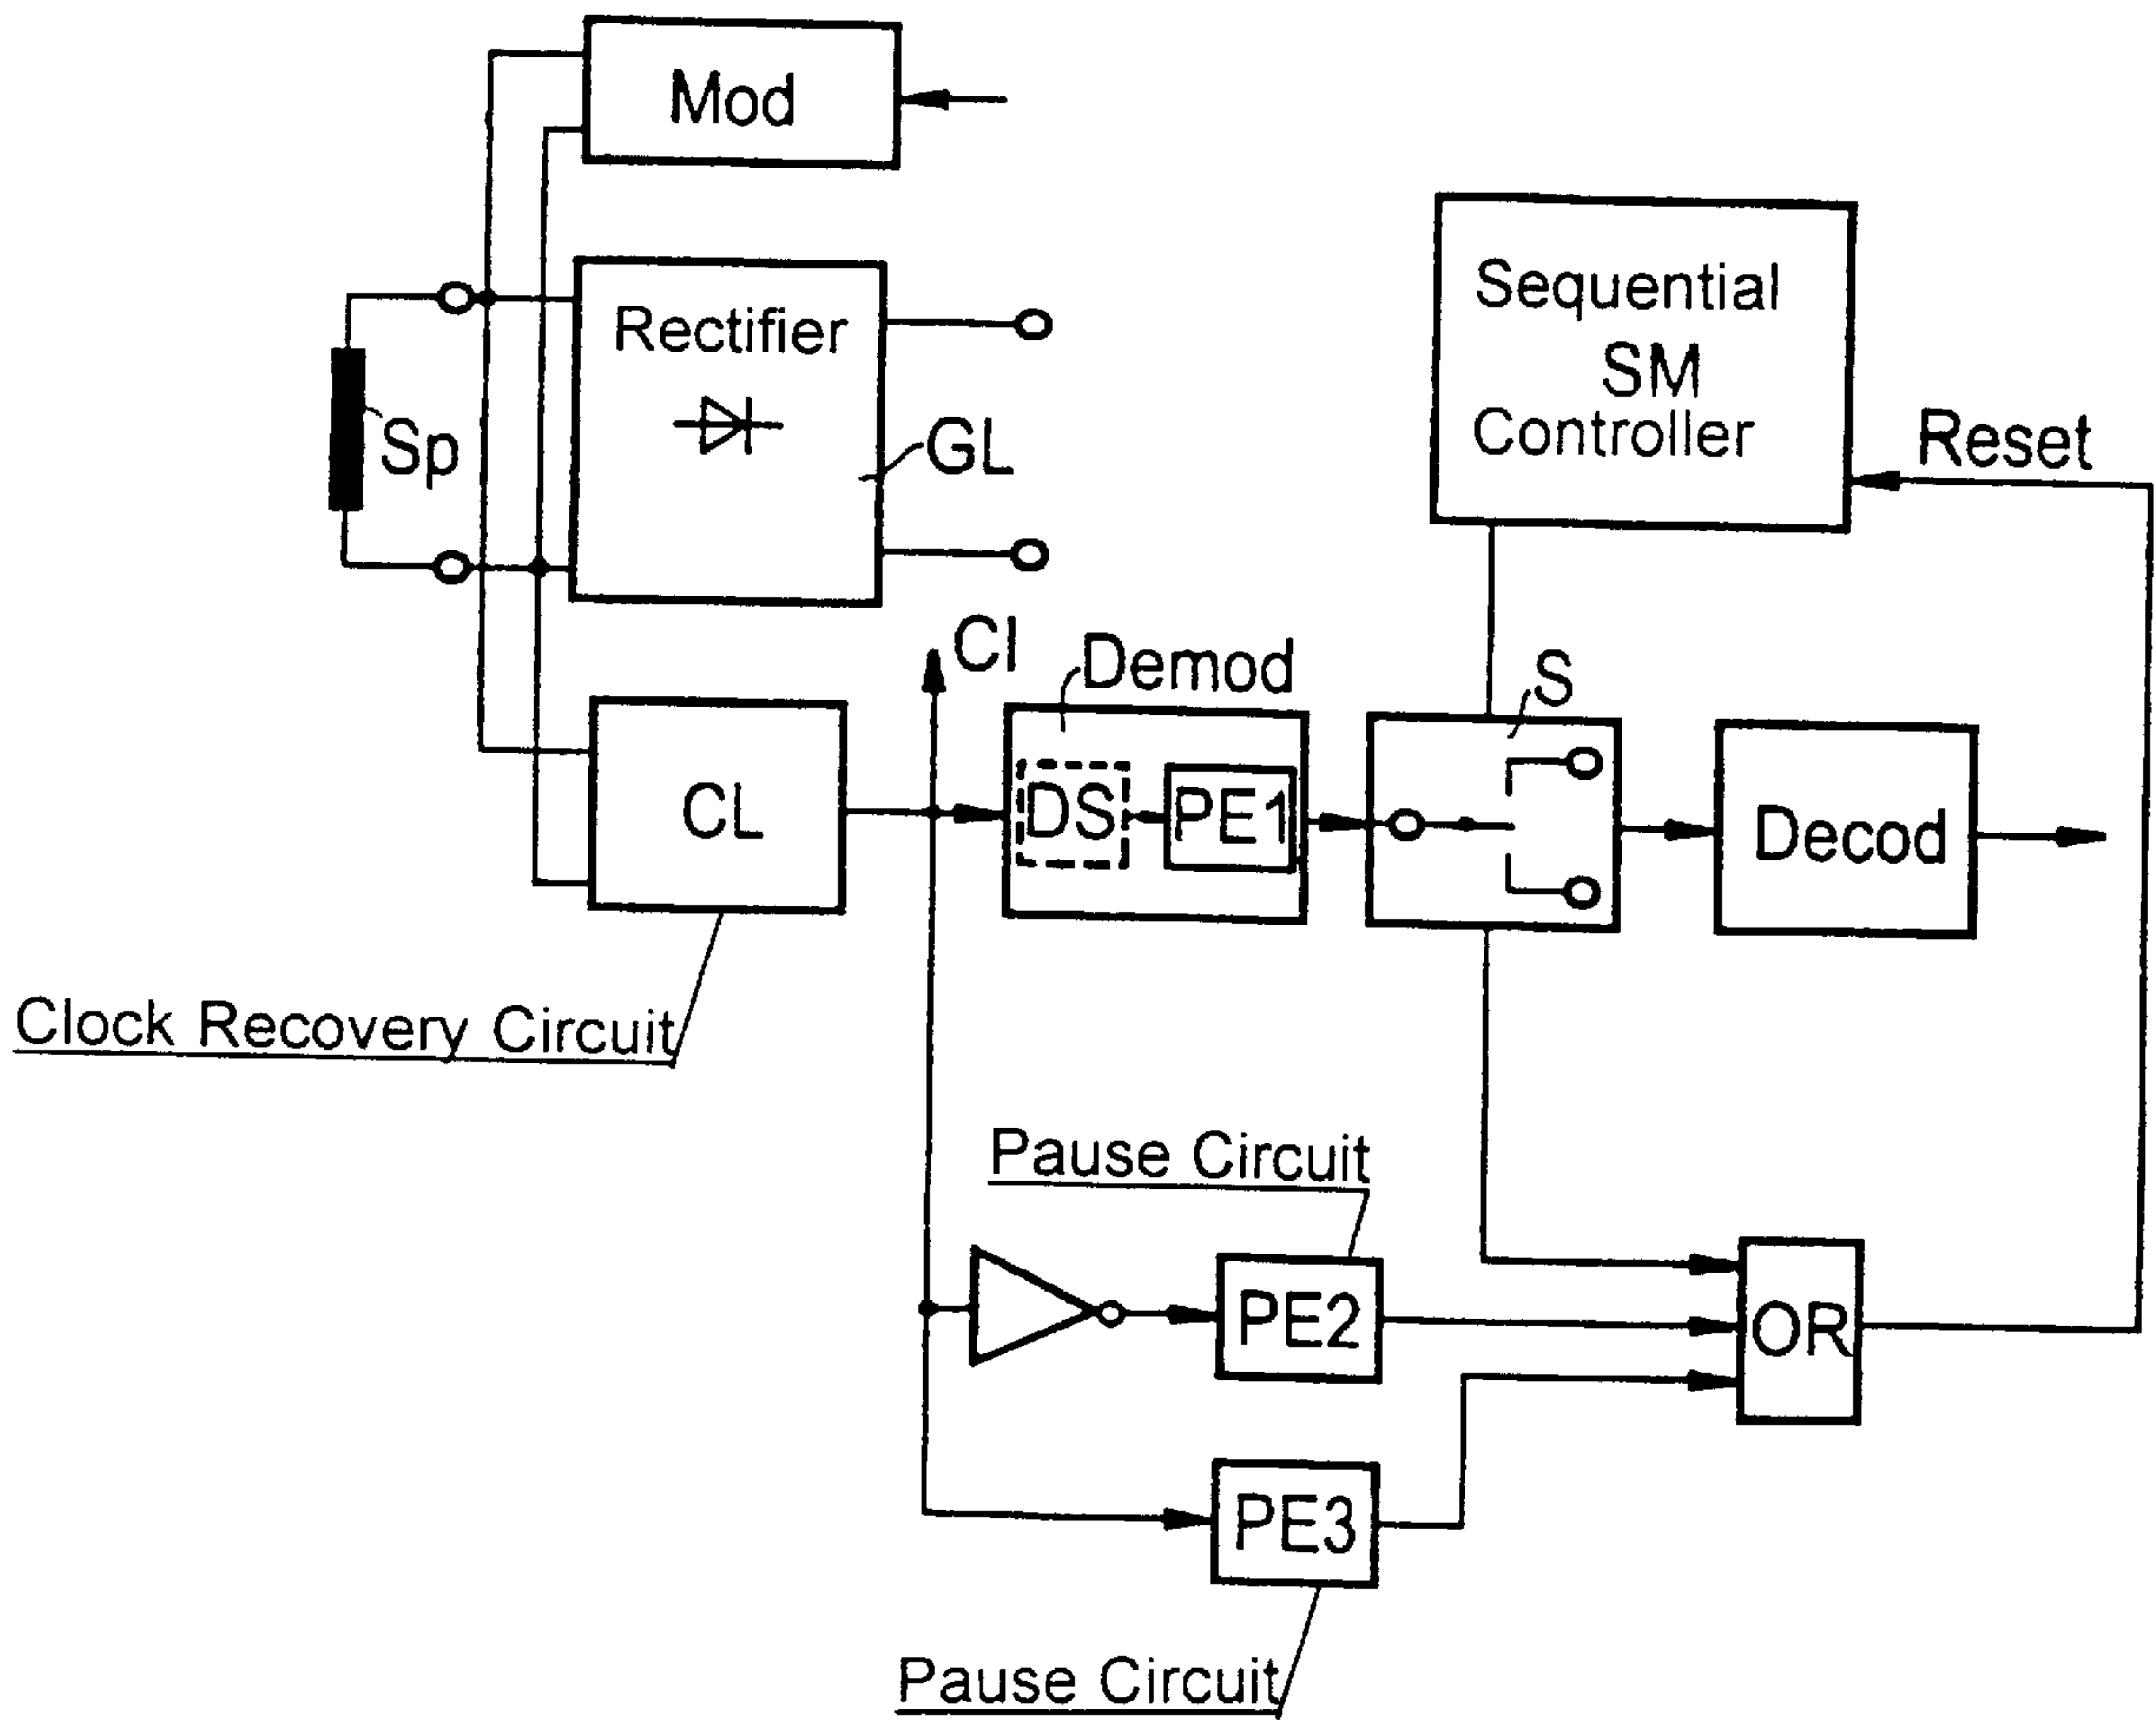 Mod
Sequential
SM
Controller
Rectifier
Sp
GL
Reset
Cl
Demod
S
CL
DS
PE1
Decod
Clock Recovery Circuit
Pause Circuit
PE2
OR
PE3
Pause Circuit